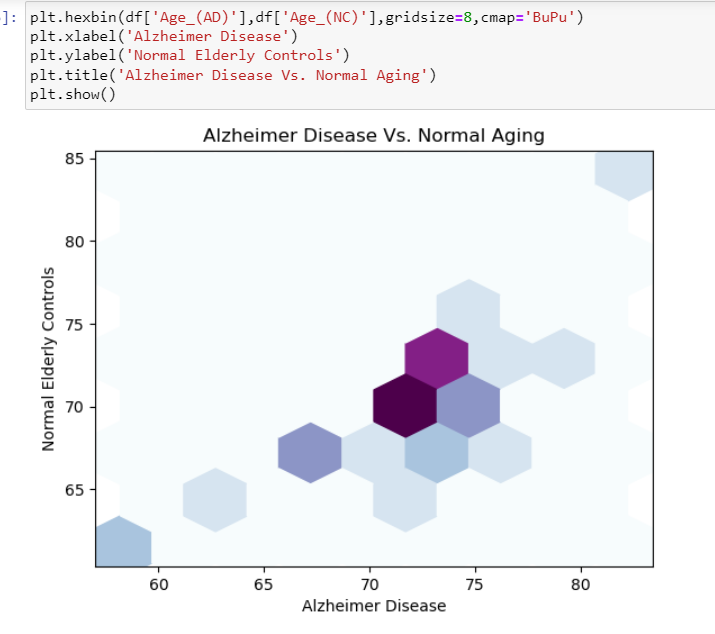 ]:
plt.hexbin(df['Age_(AD)'],df['Age_(NC)'],gridsize=8,cmap='BuPu')
plt.xlabel('Alzheimer Disease')
plt.ylabel('Normal Elderly Controls')
plt.title('Alzheimer Disease Vs. Normal Aging')
plt.show()
Alzheimer Disease Vs. Normal Aging
85
80
75
70
65
Normal Elderly Controls
60 65 70 75 80
Alzheimer Disease